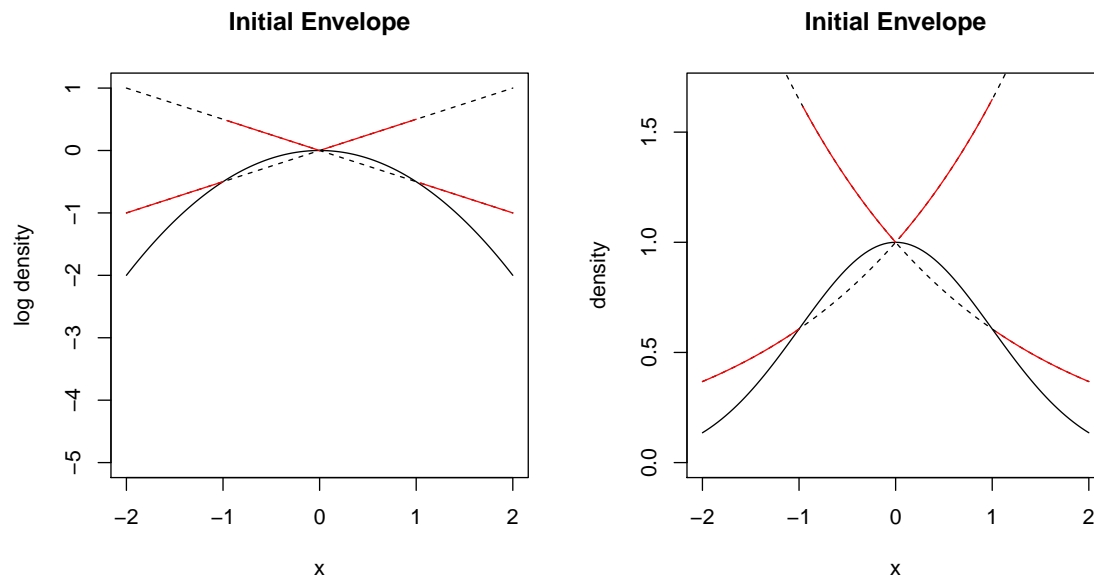 Initial Envelope
log density
1
0
−1
−2
−3
−4
−5
−2 −1 0 1 2
x
Initial Envelope
density
1.5
1.0
0.5
0.0
−2 −1 0 1 2
x